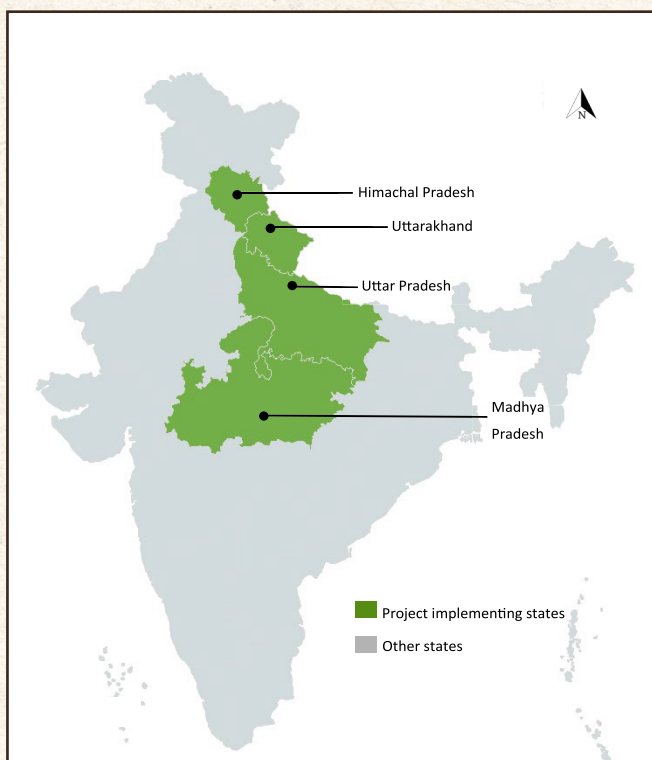 N
Himachal Pradesh
Uttarakhand
Uttar Pradesh
Madhya
Pradesh
Project implementing states
Other states